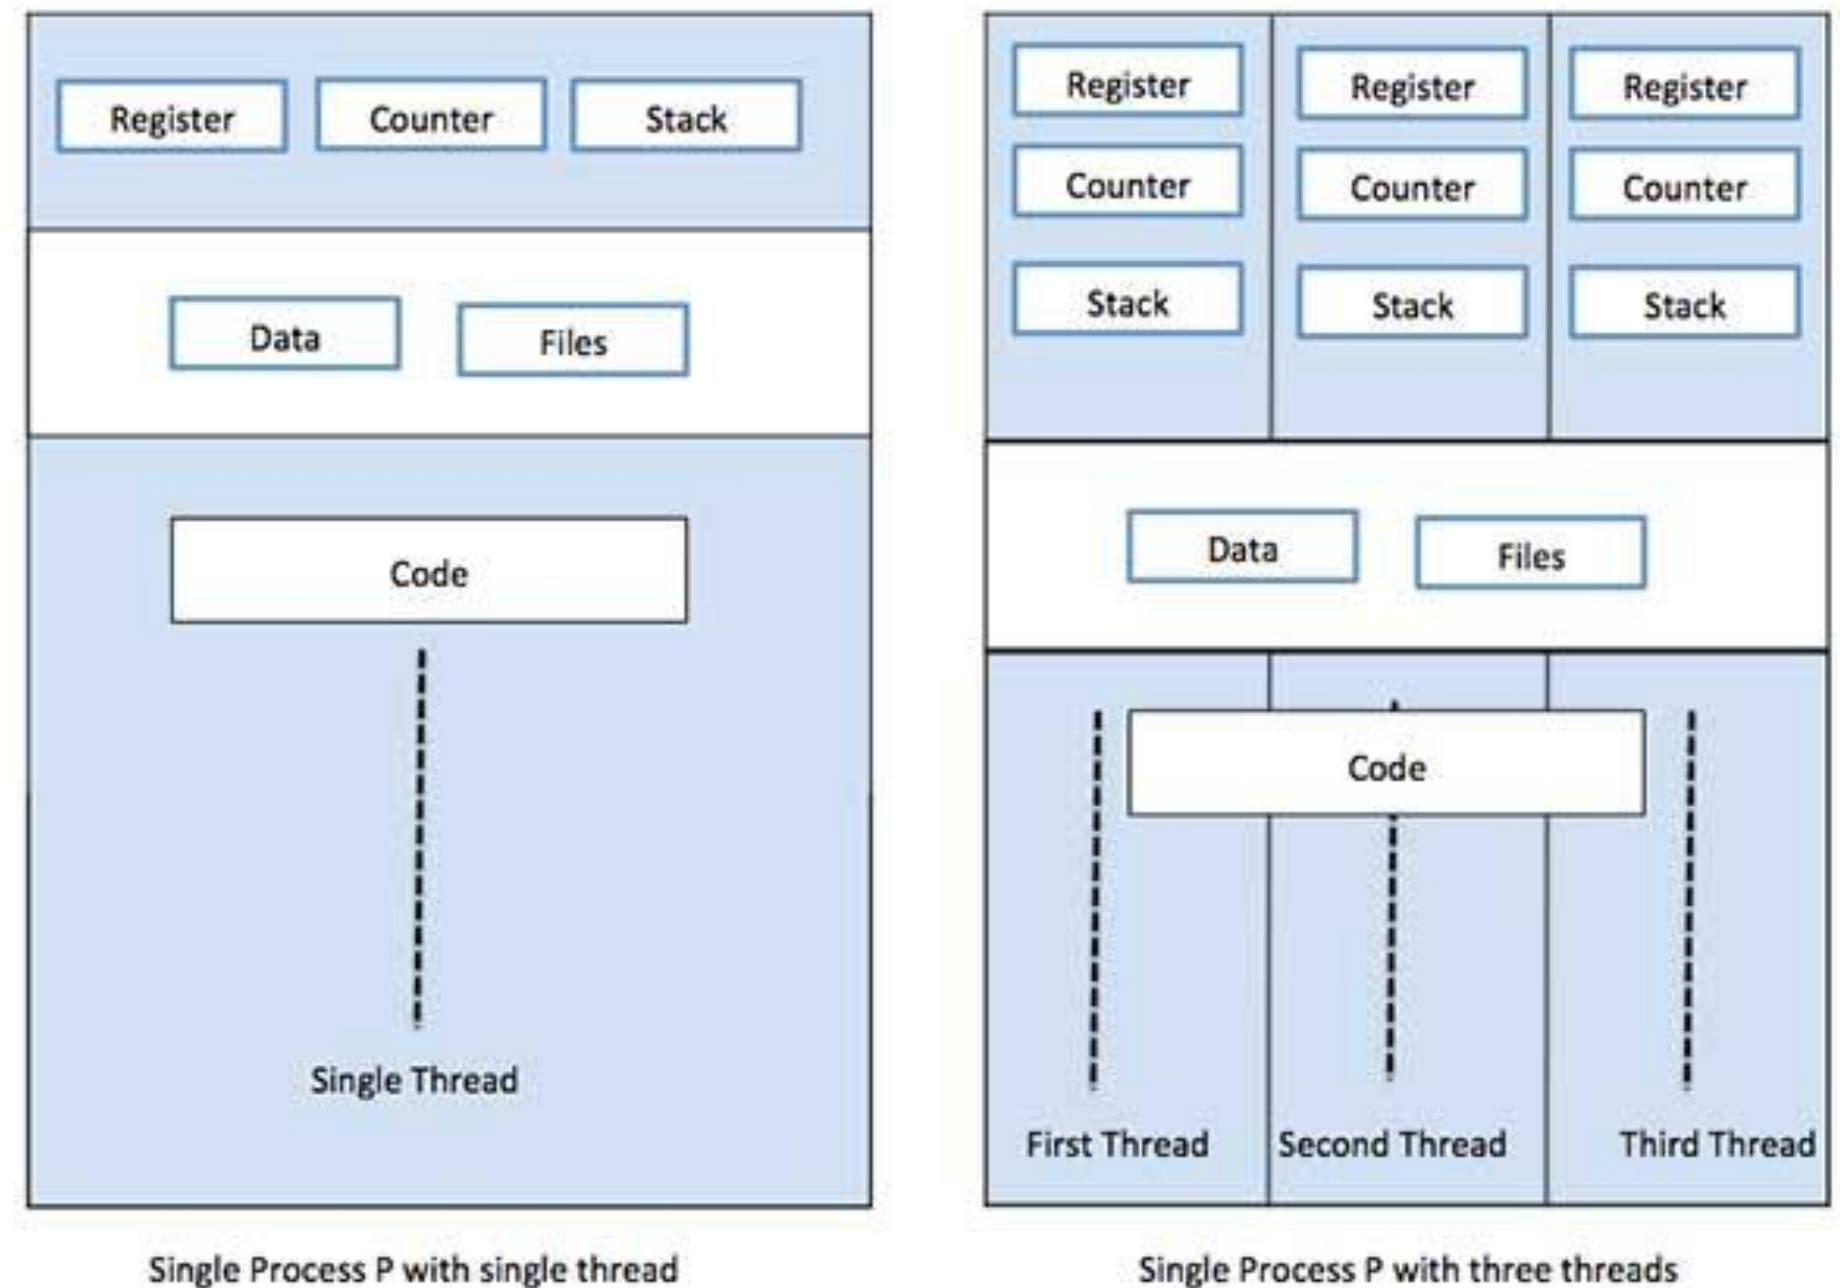 Register Counter Stack
Data Files
Code
Single Thread
Single Process P with single thread
Register Register Register
Counter Counter Counter
Stack Stack Stack
Data Files
Code
First Thread Second Thread Third Thread
Single Process P with three threads